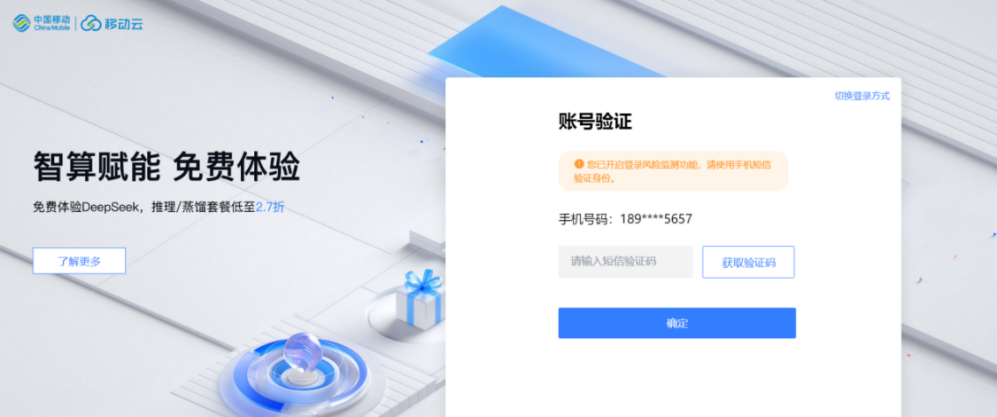 中国移动
China Mobile
移动云
智算赋能 免费体验
免费体验DeepSeek，推理/蒸馏套餐低至2.7折
了解更多
切换登录方式
账号验证
您已开启登录风险监测功能，请使用手机短信
验证身份。
手机号码：189****5657
请输入短信验证码
获取验证码
确定